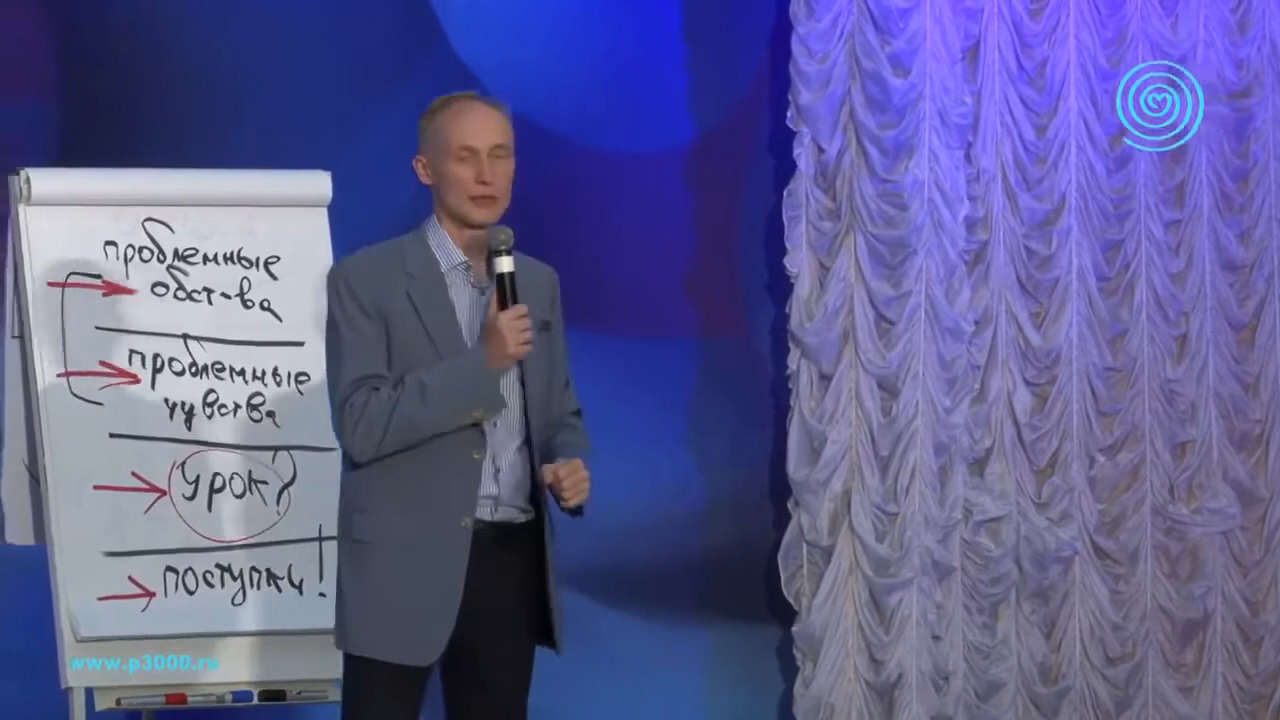 проблемные
обст-ва
проблемные
чувства
урок?
поступки!
www.p3000.ru